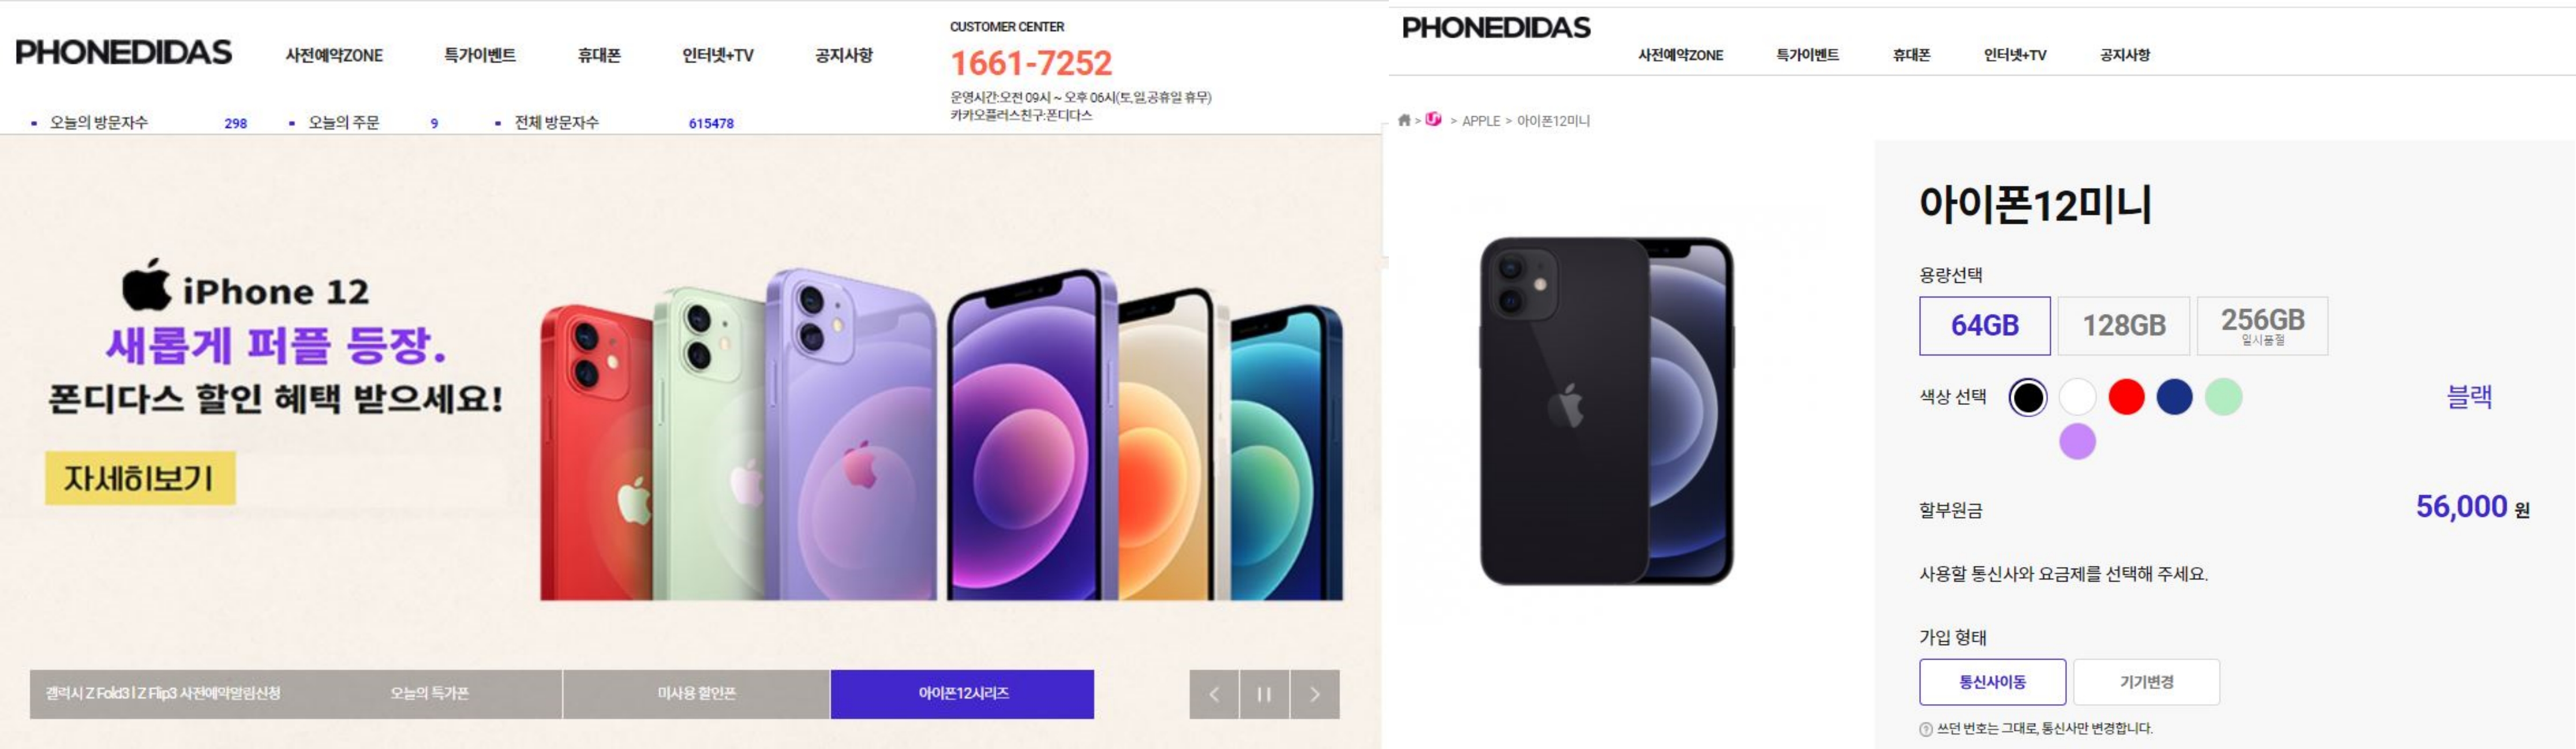 PHONEDIDAS
사전예약ZONE 특가이벤트 휴대폰 인터넷+TV 공지사항
CUSTOMER CENTER
1661-7252
운영시간:오전 09시 ~ 오후 06시(토,일,공휴일 휴무)
카카오플러스친구:폰디다스
오늘의 방문자수 298 오늘의 주문 9 전체 방문자수 615478
iPhone 12
새롭게 퍼플 등장.
폰디다스 할인 혜택 받으세요!
자세히보기
갤럭시 Z Fold3 l Z Flip3 사전예약알림신청 오늘의 특가폰 미사용 할인폰 아이폰12시리즈
PHONEDIDAS
사전예약ZONE 특가이벤트 휴대폰 인터넷+TV 공지사항
> U+ > APPLE > 아이폰12미니
아이폰12미니
용량선택
64GB 128GB 256GB
일시품절
색상 선택 블랙
할부원금 56,000 원
사용할 통신사와 요금제를 선택해 주세요.
가입 형태
통신사이동 기기변경
? 쓰던 번호는 그대로, 통신사만 변경합니다.